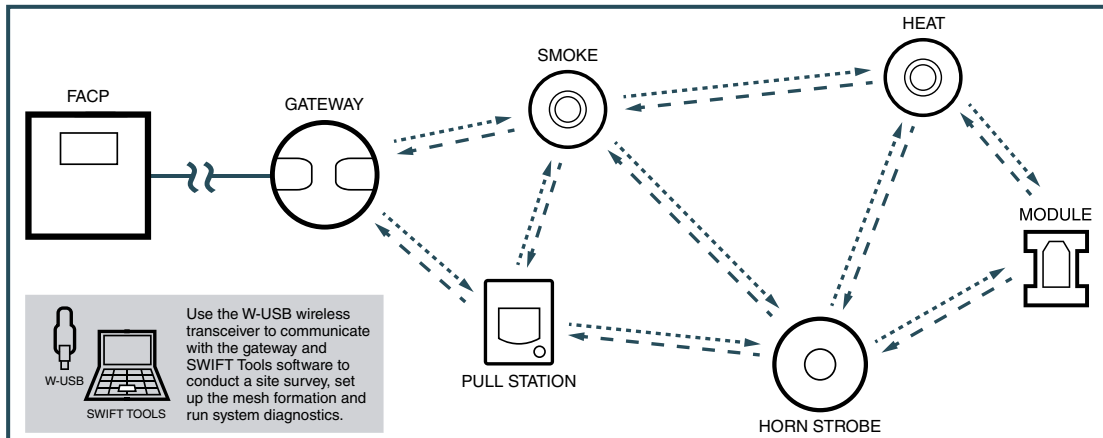 FACP
GATEWAY
SMOKE
HEAT
MODULE
PULL STATION
HORN STROBE
W-USB
SWIFT TOOLS
Use the W-USB wireless
transceiver to communicate
with the gateway and
SWIFT Tools software to
conduct a site survey, set
up the mesh formation and
run system diagnostics.